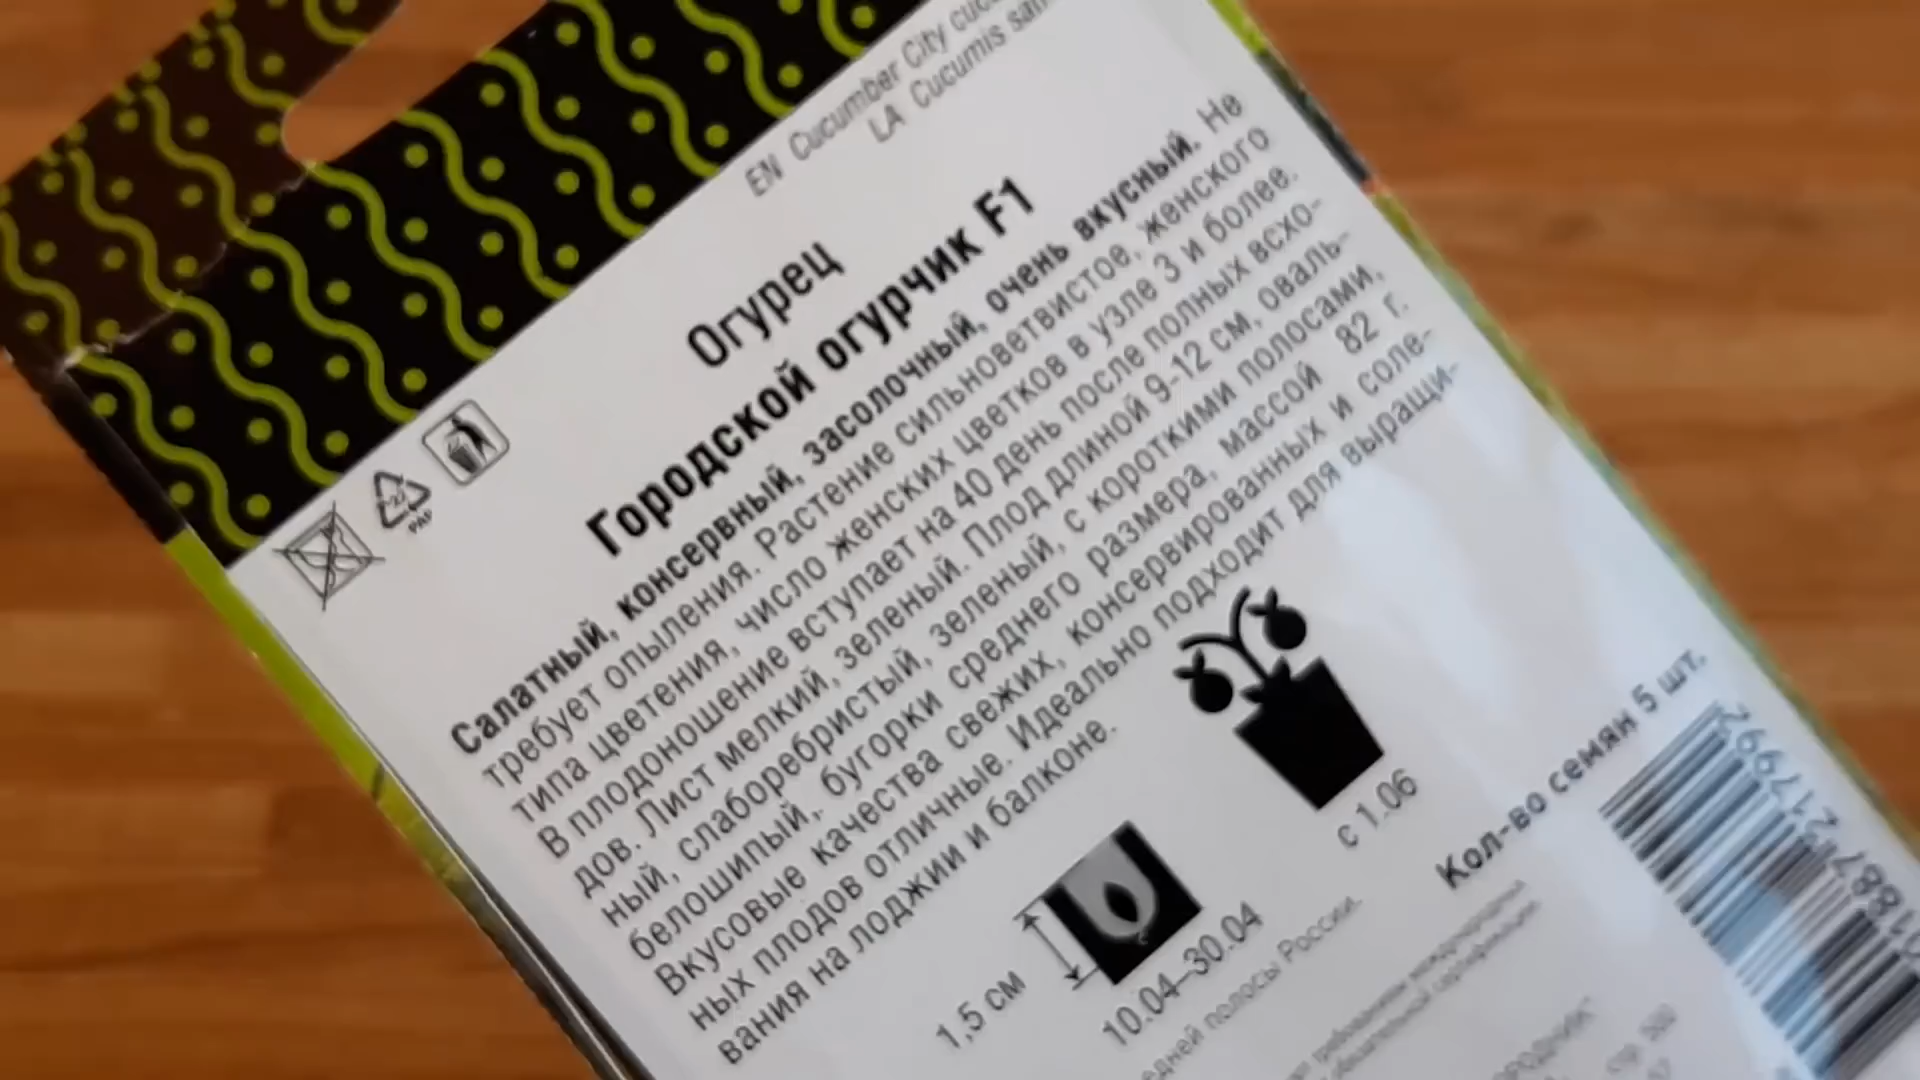 EN Cucumber City
LA Cucumis
Огурец
Городской огурчик F1
Салатный, консервный, засолочный, очень вкусный. Не
требует опыления. Растение сильноветвистое, женского
типа цветения, число женских цветков в узле 3 и более.
В плодоношение вступает на 40 день после полных всхо-
дов. Лист мелкий, зеленый. Плод длиной 9-12 см, оваль-
ный, слаборебристый, зеленый, с короткими полосами,
белошипый, бугорки среднего размера, массой 82 г.
Вкусовые качества свежих, консервированных и соле-
ных плодов отличные. Идеально подходит для выращи-
вания на лоджии и балконе.
PAP
1,5 см
10.04–30.04
с 1.06
Кол-во семян 5 шт.
полосы России.